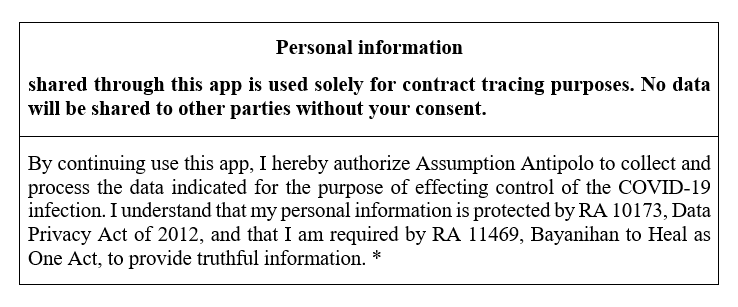 Personal information
shared through this app is used solely for contract tracing purposes. No data
will be shared to other parties without your consent.
By continuing use this app, I hereby authorize Assumption Antipolo to collect and
process the data indicated for the purpose of effecting control of the COVID-19
infection. I understand that my personal information is protected by RA 10173, Data
Privacy Act of 2012, and that I am required by RA 11469, Bayanihan to Heal as
One Act, to provide truthful information. *